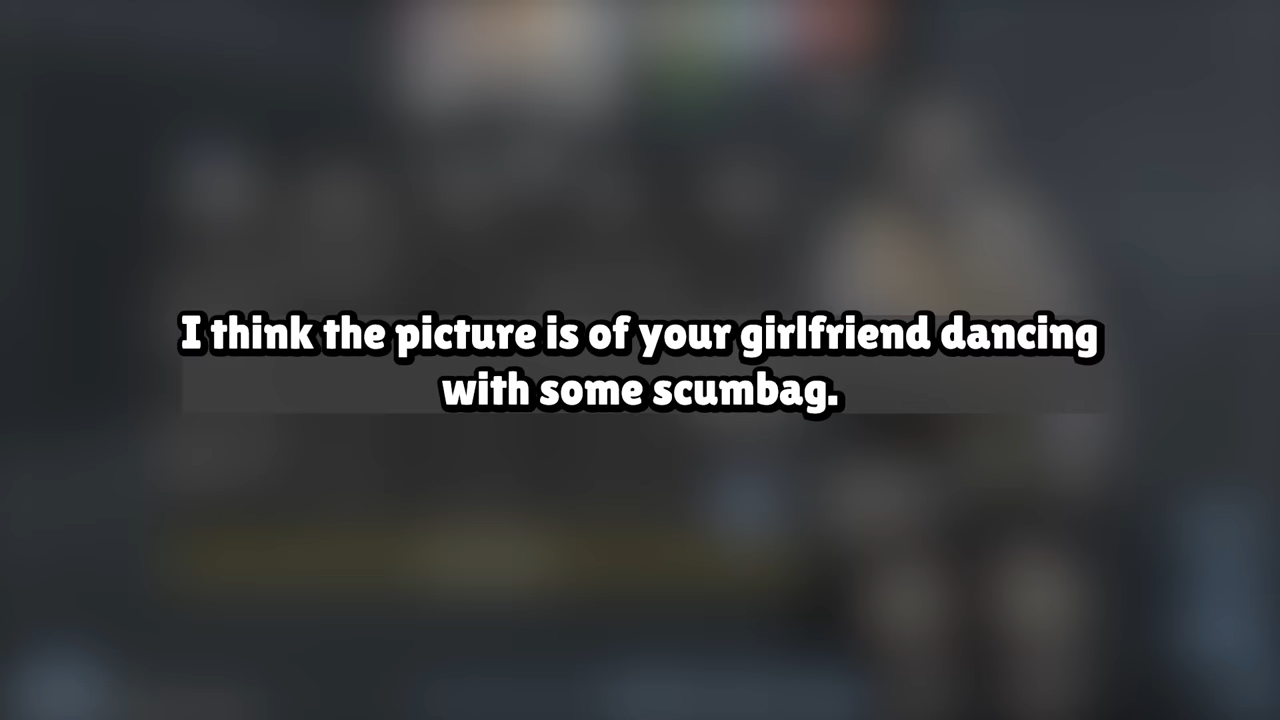 I think the picture is of your girlfriend dancing
with some scumbag.